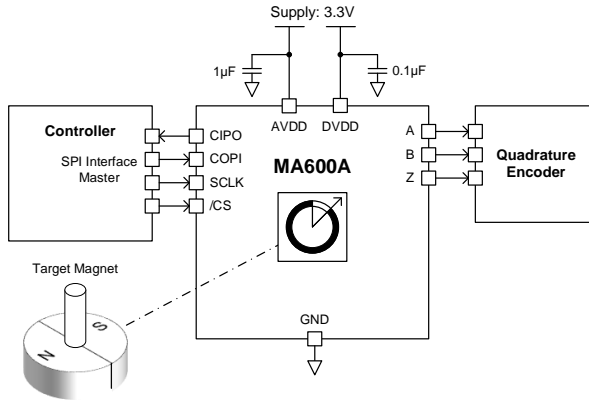 Supply: 3.3V
1µF
0.1µF
AVDD
DVDD
Controller
SPI Interface
Master
CIPO
COPI
SCLK
/CS
MA600A
A
B
Z
Quadrature
Encoder
Target Magnet
GND
S
N